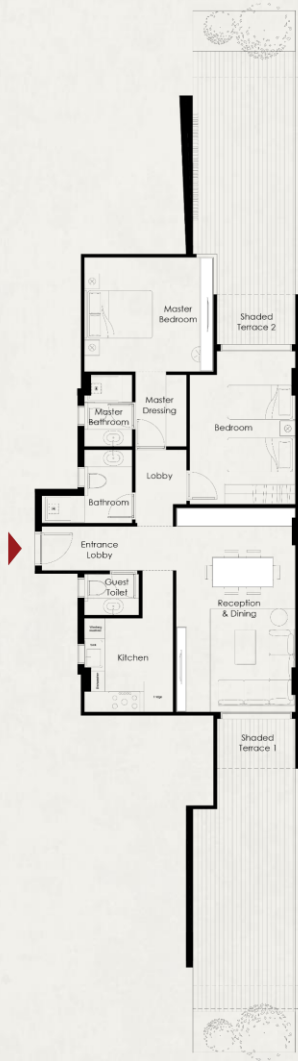 Shaded
Terrace 2
Master
Bedroom
Master
Dressing
Master
Bathroom
Bedroom
Lobby
Bathroom
Entrance
Lobby
Guest
Toilet
Reception
& Dining
Kitchen
Shaded
Terrace 1